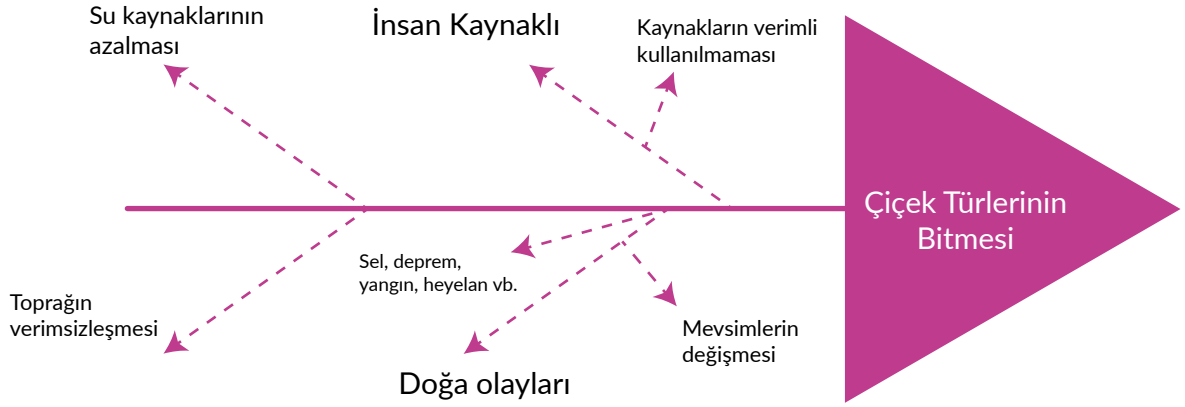 Su kaynaklarının
azalması
İnsan Kaynaklı
Kaynakların verimli
kullanılmaması
Çiçek Türlerinin
Bitmesi
Sel, deprem,
yangın, heyelan vb.
Toprağın
verimsizleşmesi
Mevsimlerin
değişmesi
Doğa olayları